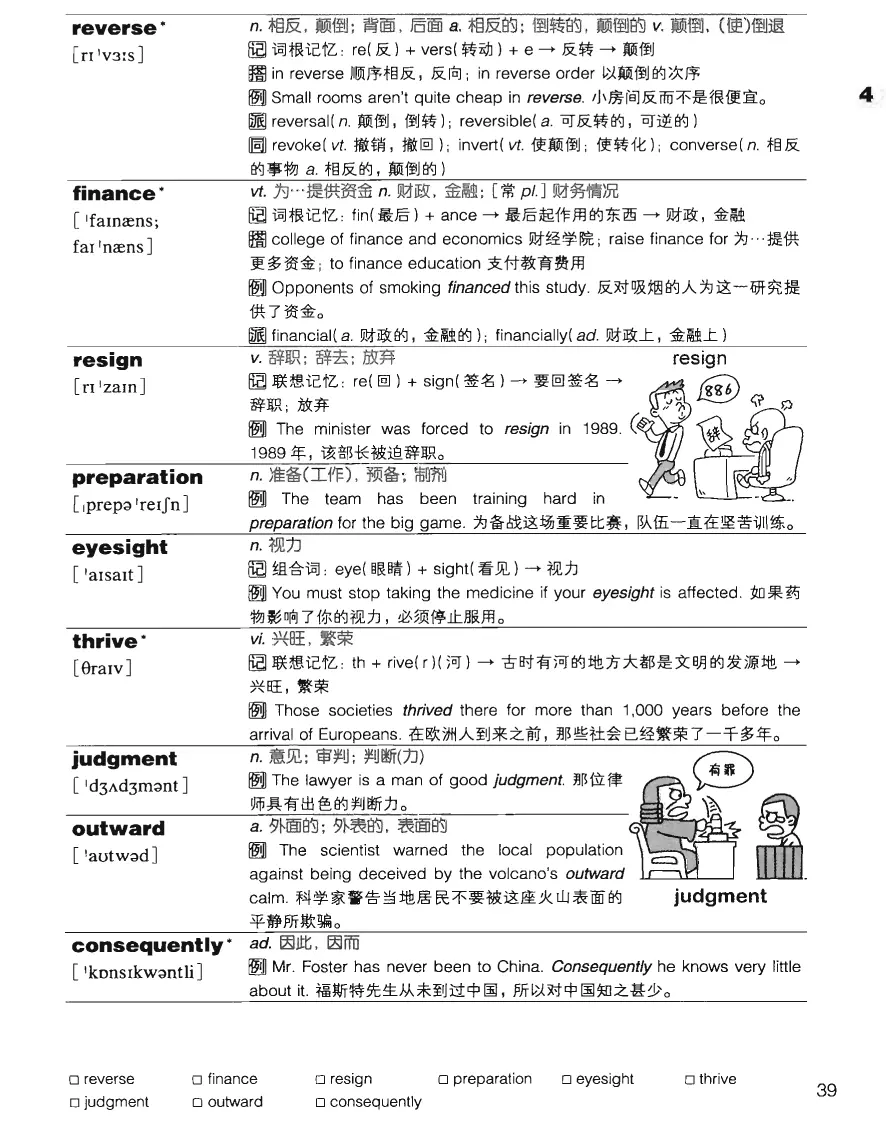 reverse* n. 相反, 颠倒; 背面, 后面 a. 相反的; 倒转的, 颠倒的 v. 颠倒, (使)倒退
[rɪˈvɜːs] 记 词根记忆: re(反) + vers(转动) + e → 反转 → 颠倒
搭 in reverse 顺序相反, 反向; in reverse order 以颠倒的次序
例 Small rooms aren't quite cheap in reverse. 小房间反而不是很便宜。
4
派 reversal(n. 颠倒, 倒转); reversible(a. 可反转的, 可逆的)
同 revoke(vt. 撤销, 撤回); invert(vt. 使颠倒; 使转化); converse(n. 相反
的事物 a. 相反的, 颠倒的)
finance* vt. 为…提供资金 n. 财政, 金融; [常 pl.] 财务情况
[ˈfaɪnæns; 记 词根记忆: fin(最后) + ance → 最后起作用的东西 → 财政, 金融
faɪˈnæns] 搭 college of finance and economics 财经学院; raise finance for 为…提供
更多资金; to finance education 支付教育费用
例 Opponents of smoking financed this study. 反对吸烟的人为这一研究提
供了资金。
派 financial(a. 财政的, 金融的); financially(ad. 财政上, 金融上)
resign v. 辞职; 辞去; 放弃
[rɪˈzaɪn] 记 联想记忆: re(回) + sign(签名) → 要回签名 →
辞职; 放弃
例 The minister was forced to resign in 1989.
1989年, 该部长被迫辞职。
resign
886
辞
preparation n. 准备(工作), 预备; 制剂
[ˌprepəˈreɪʃn] 例 The team has been training hard in
preparation for the big game. 为备战这场重要比赛, 队伍一直在坚苦训练。
eyesight n. 视力
[ˈaɪsaɪt] 记 组合词: eye(眼睛) + sight(看见) → 视力
例 You must stop taking the medicine if your eyesight is affected. 如果药
物影响了你的视力, 必须停止服用。
thrive* vi. 兴旺, 繁荣
[θraɪv] 记 联想记忆: th + rive(r)(河) → 古时有河的地方大都是文明的发源地 →
兴旺, 繁荣
例 Those societies thrived there for more than 1,000 years before the
arrival of Europeans. 在欧洲人到来之前, 那些社会已经繁荣了一千多年。
judgment n. 意见; 审判; 判断(力)
[ˈdʒʌdʒmənt] 例 The lawyer is a man of good judgment. 那位律
师具有出色的判断力。
有罪
outward a. 外面的; 外表的, 表面的
[ˈaʊtwəd] 例 The scientist warned the local population
against being deceived by the volcano's outward
calm. 科学家警告当地居民不要被这座火山表面的
平静所欺骗。
judgment
consequently* ad. 因此, 因而
[ˈkɒnsɪkwəntli] 例 Mr. Foster has never been to China. Consequently he knows very little
about it. 福斯特先生从未到过中国, 所以对中国知之甚少。
□ reverse □ finance □ resign □ preparation □ eyesight □ thrive
□ judgment □ outward □ consequently
39